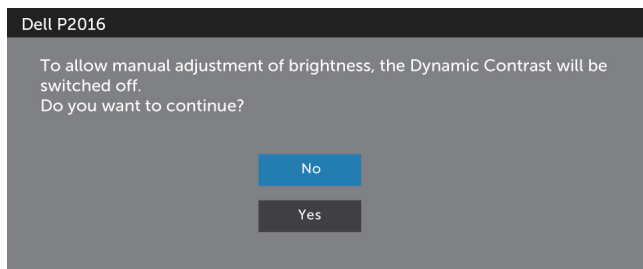 Dell P2016
To allow manual adjustment of brightness, the Dynamic Contrast will be
switched off.
Do you want to continue?
No
Yes